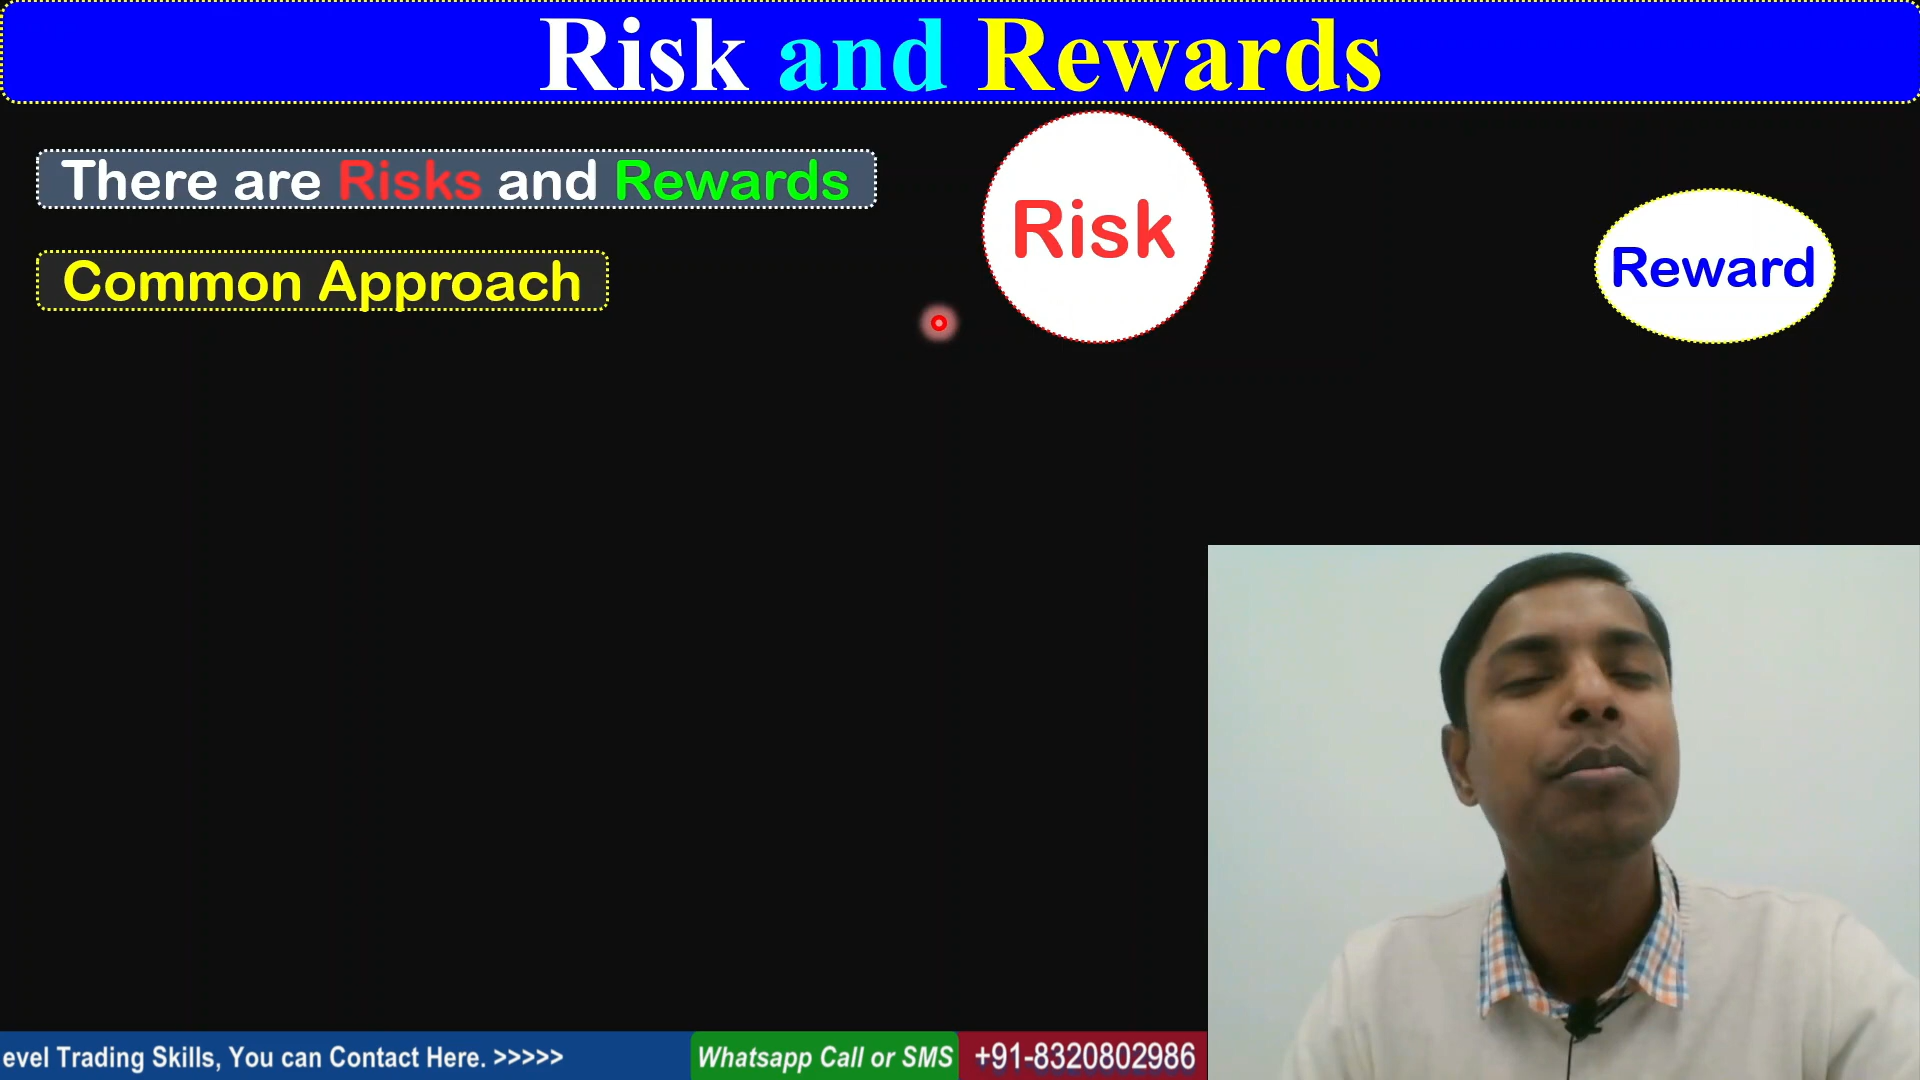 Risk and Rewards
There are Risks and Rewards
Common Approach
Risk
Reward
evel Trading Skills, You can Contact Here. >>>>>
Whatsapp Call or SMS
+91-8320802986